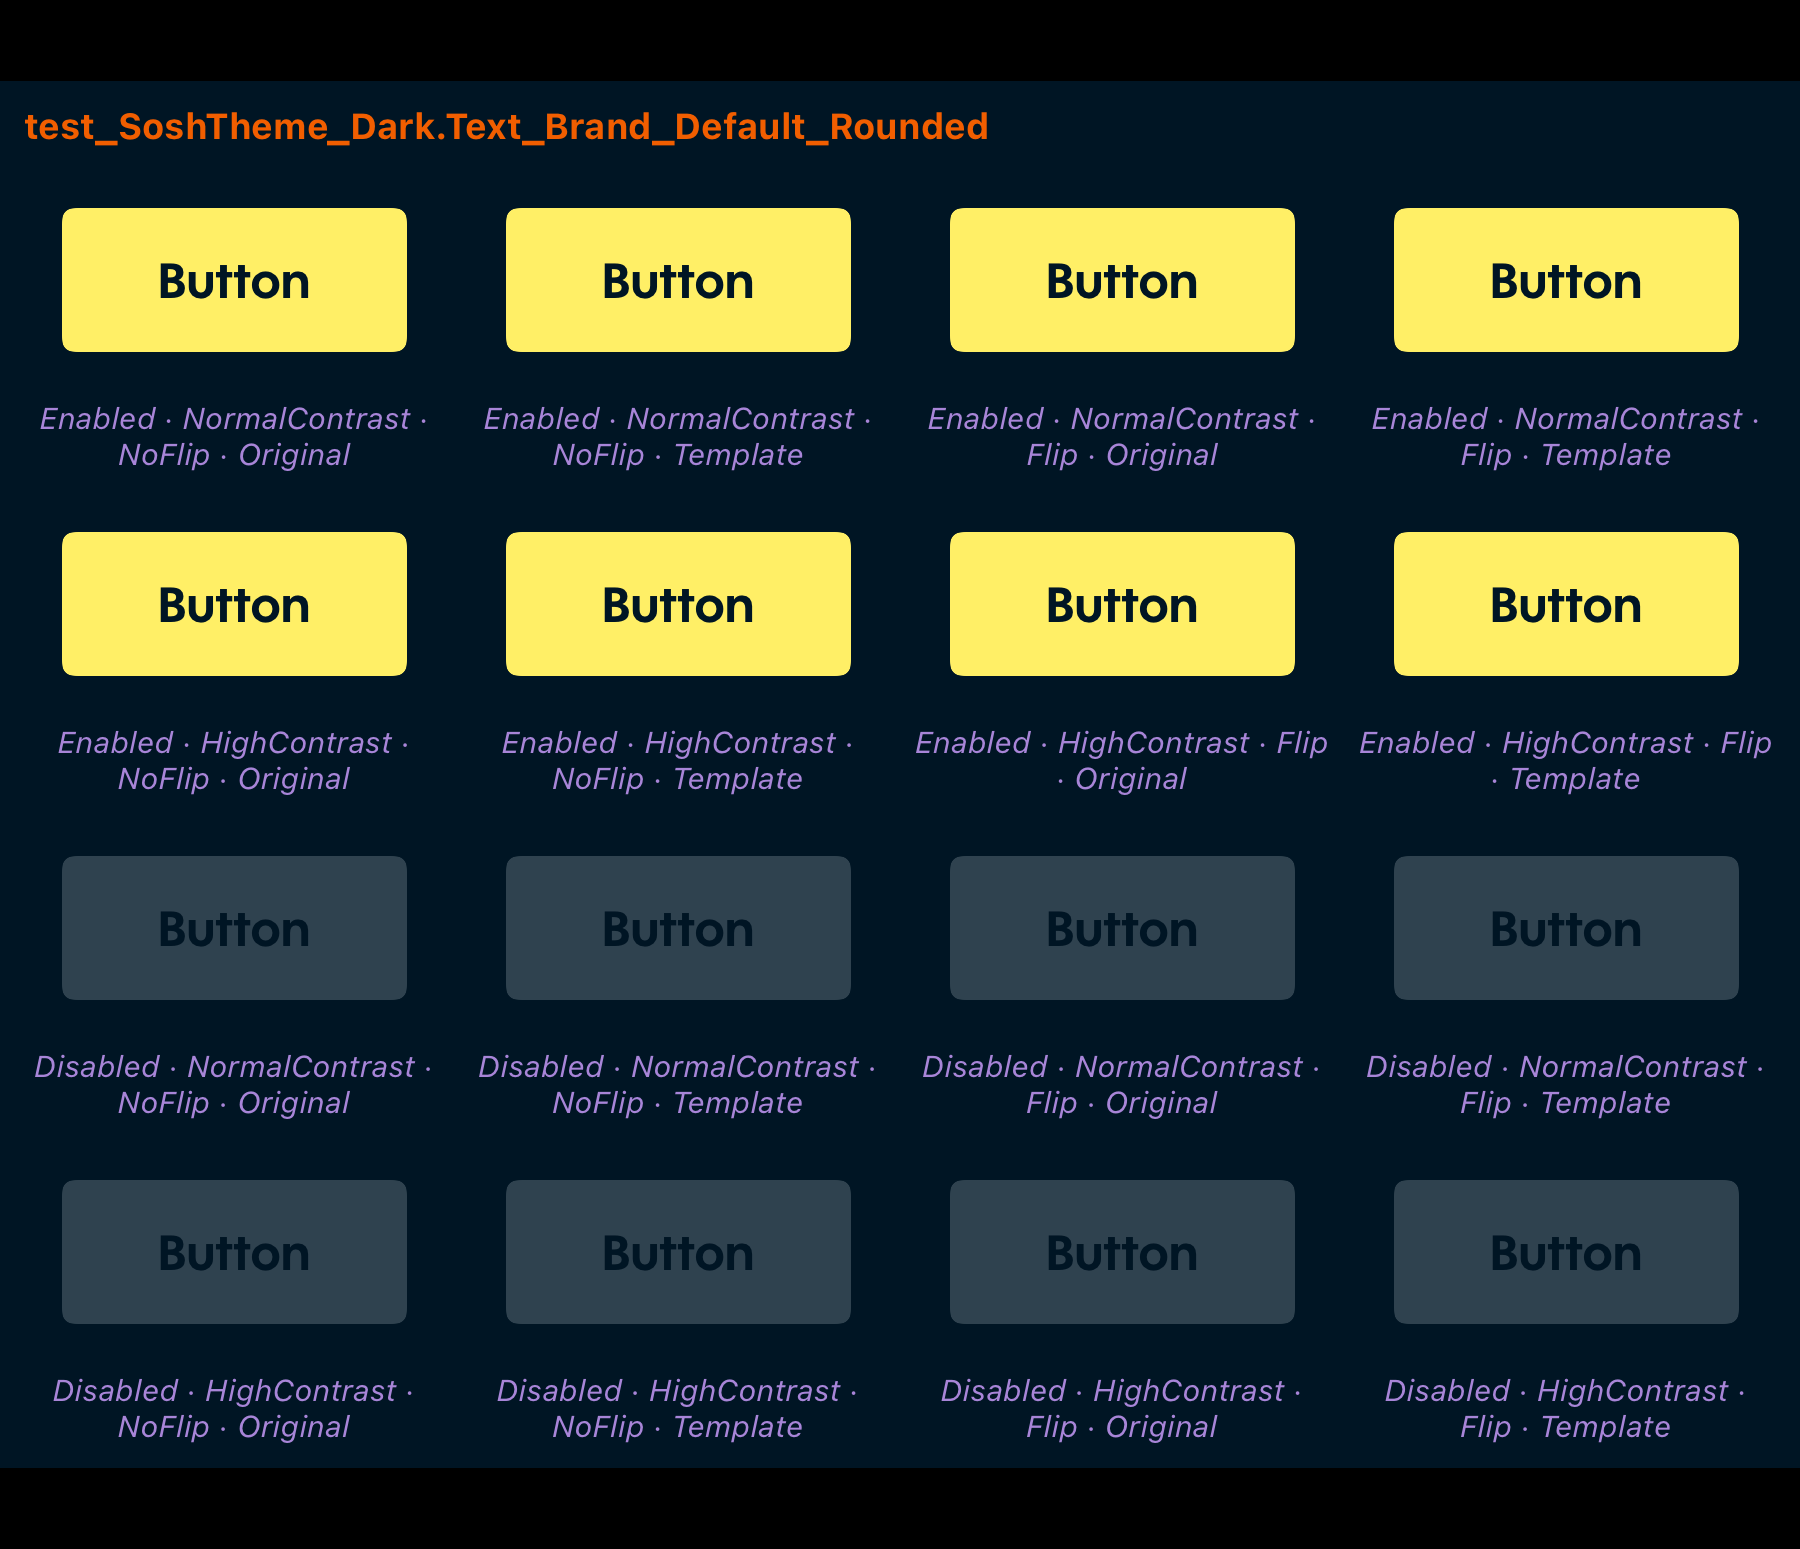 test_SoshTheme_Dark.Text_Brand_Default_Rounded
Button Button Button Button
Enabled · NormalContrast · Enabled · NormalContrast · Enabled · NormalContrast · Enabled · NormalContrast ·
NoFlip · Original NoFlip · Template Flip · Original Flip · Template
Button Button Button Button
Enabled · HighContrast · Enabled · HighContrast · Enabled · HighContrast · Flip Enabled · HighContrast · Flip
NoFlip · Original NoFlip · Template · Original · Template
Button Button Button Button
Disabled · NormalContrast · Disabled · NormalContrast · Disabled · NormalContrast · Disabled · NormalContrast ·
NoFlip · Original NoFlip · Template Flip · Original Flip · Template
Button Button Button Button
Disabled · HighContrast · Disabled · HighContrast · Disabled · HighContrast · Disabled · HighContrast ·
NoFlip · Original NoFlip · Template Flip · Original Flip · Template